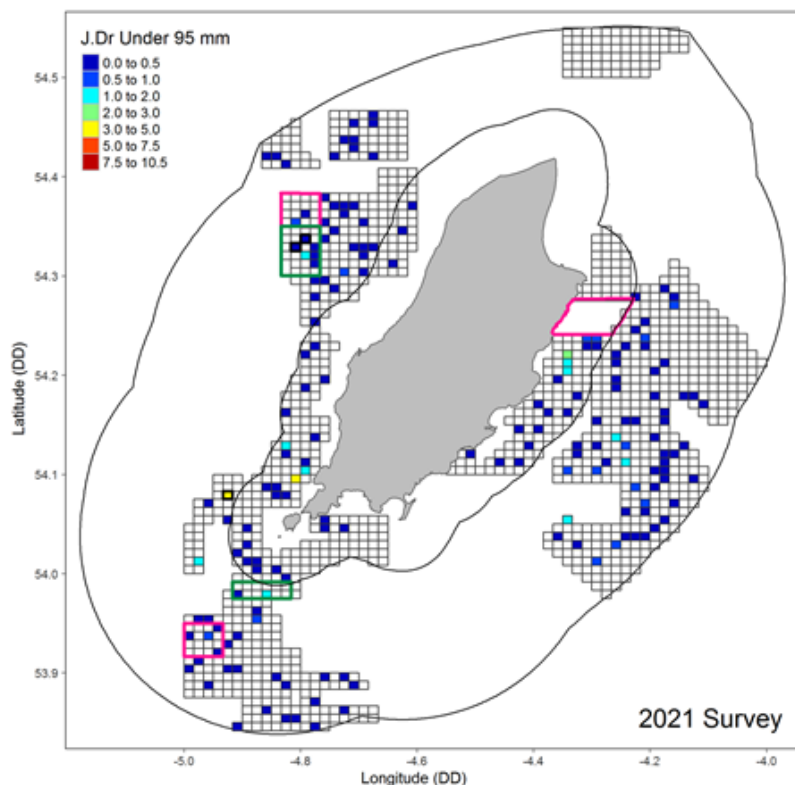 J.Dr Under 95 mm
0.0 to 0.5
0.5 to 1.0
1.0 to 2.0
2.0 to 3.0
3.0 to 5.0
5.0 to 7.5
7.5 to 10.5
54.5
54.4
54.3
54.2
54.1
54.0
53.9
Latitude (DD)
2021 Survey
-5.0 -4.8 -4.6 -4.4 -4.2 -4.0
Longitude (DD)